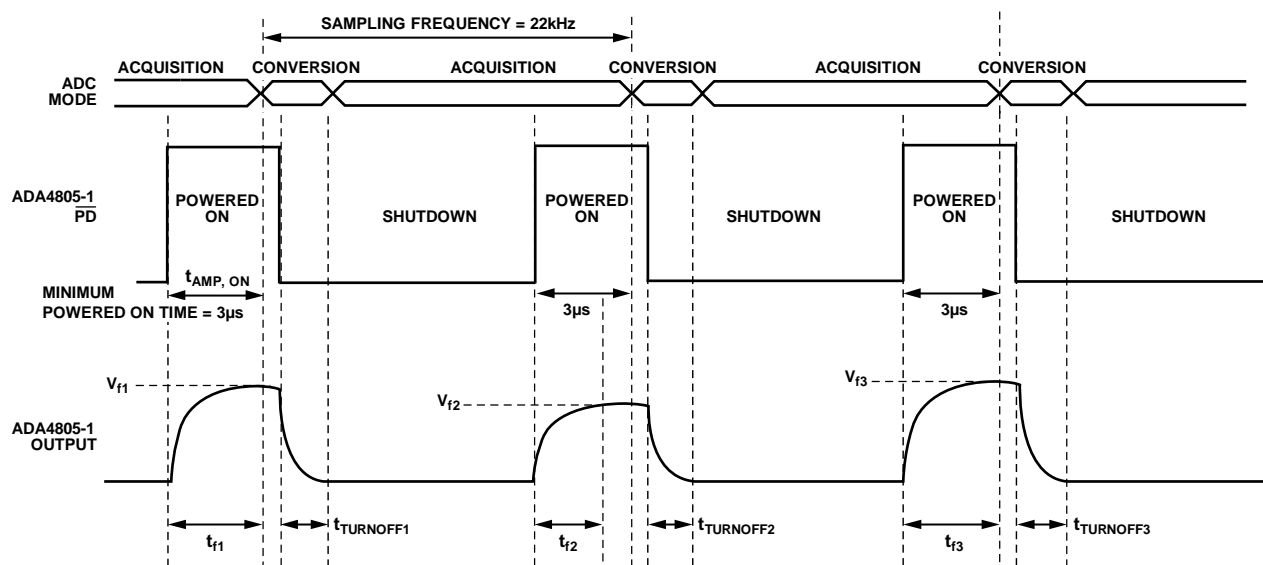 SAMPLING FREQUENCY = 22kHz
ACQUISITION CONVERSION ACQUISITION CONVERSION ACQUISITION CONVERSION
ADC
MODE
ADA4805-1
PD
POWERED
ON
SHUTDOWN
POWERED
ON
SHUTDOWN
POWERED
ON
SHUTDOWN
tAMP, ON
MINIMUM
POWERED ON TIME = 3µs
3µs
3µs
Vf1
Vf2
Vf3
ADA4805-1
OUTPUT
tf1
tTURNOFF1
tf2
tTURNOFF2
tf3
tTURNOFF3